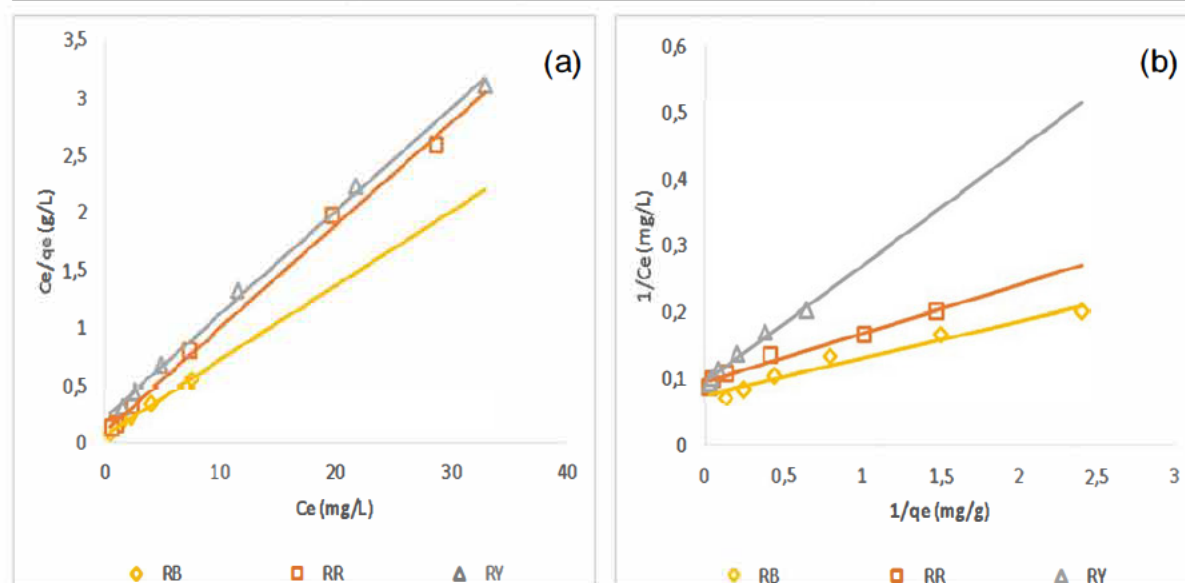 (a)
Ce/qe (g/L)
3,5
3
2,5
2
1,5
1
0,5
0
0 10 20 30 40
Ce (mg/L)
RB RR RY
(b)
1/Ce (mg/L)
0,6
0,5
0,4
0,3
0,2
0,1
0
0 0,5 1 1,5 2 2,5 3
1/qe (mg/g)
RB RR RY